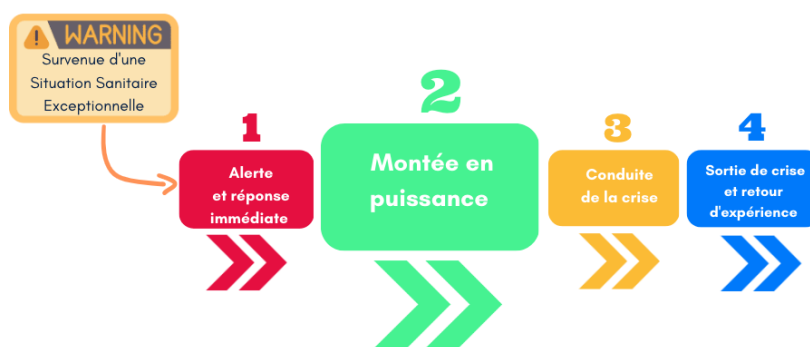 WARNING
Survenue d'une
Situation Sanitaire
Exceptionnelle
1
Alerte
et réponse
immédiate
2
Montée en
puissance
3
Conduite
de la crise
4
Sortie de crise
et retour
d'expérience